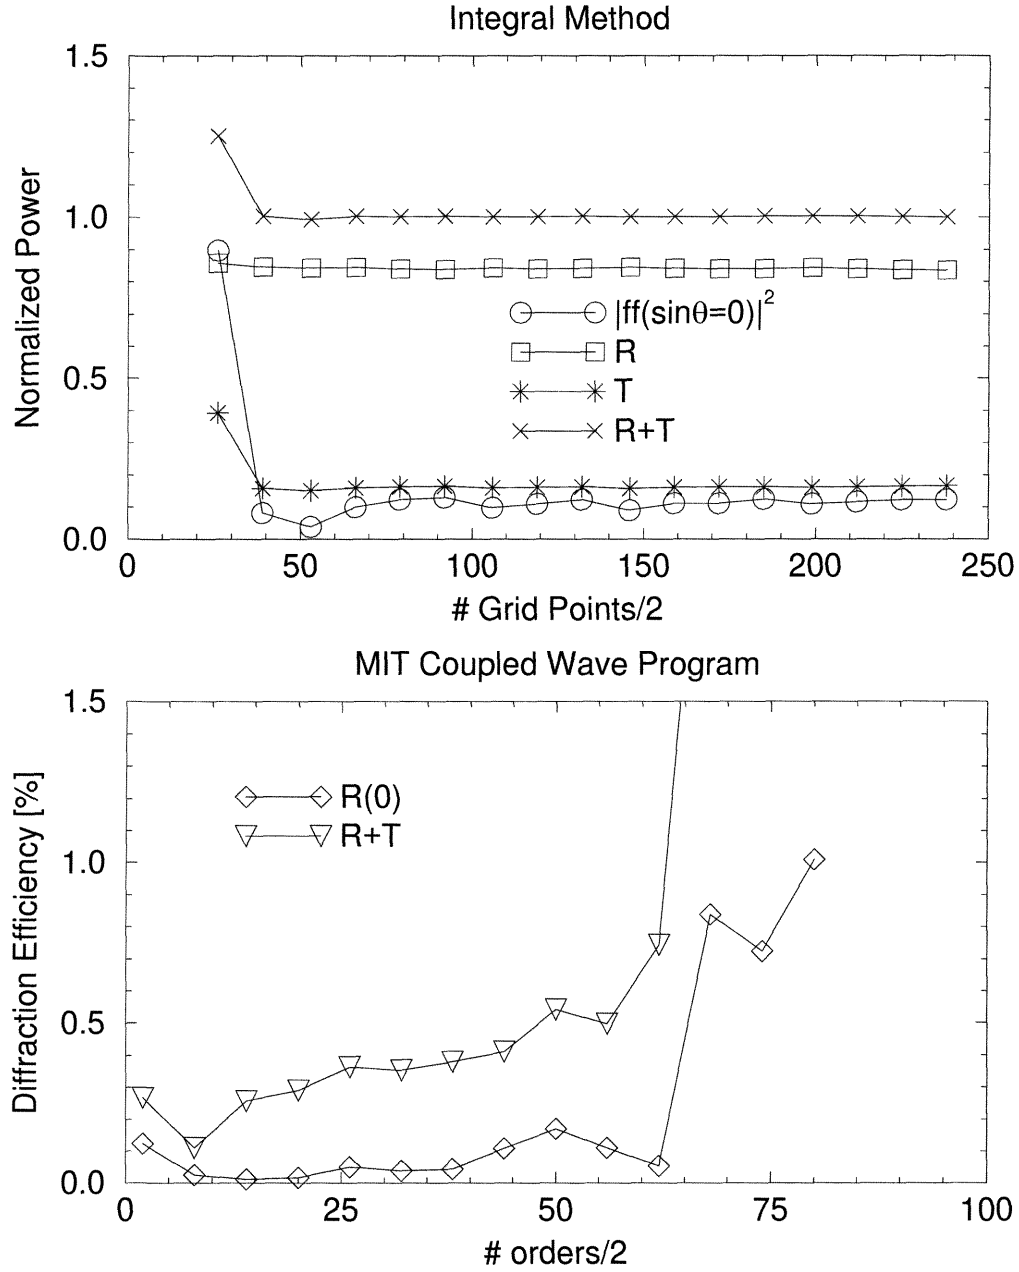 Integral Method
1.5
1.0
0.5
0.0
Normalized Power
|ff(sinθ=0)|²
R
T
R+T
0 50 100 150 200 250
# Grid Points/2
MIT Coupled Wave Program
1.5
1.0
0.5
0.0
Diffraction Efficiency [%]
R(0)
R+T
0 25 50 75 100
# orders/2